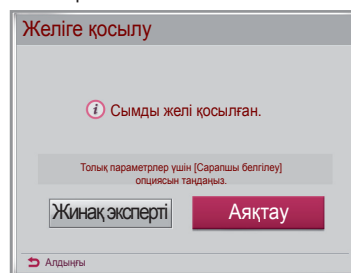 Желіге қосылу
Сымды желі қосылған.
Толық параметрлер үшін [Сарапшы белгілеу]
опциясын таңдаңыз.
Жинақ эксперті
Аяқтау
Алдыңғы